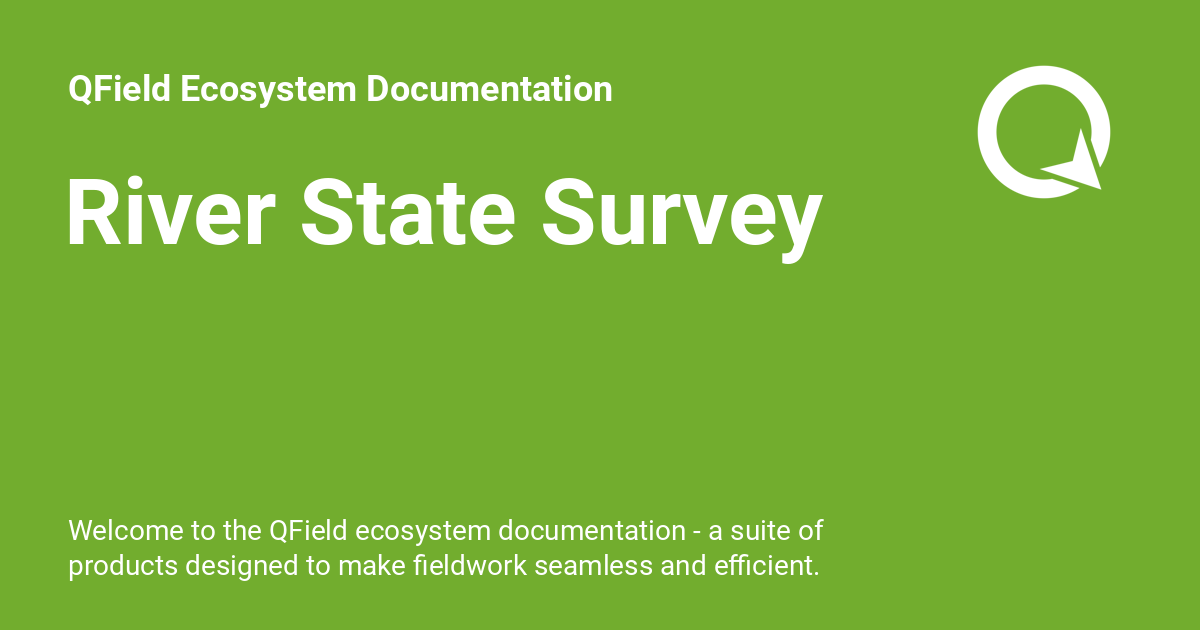 QField Ecosystem Documentation
River State Survey
Welcome to the QField ecosystem documentation - a suite of
products designed to make fieldwork seamless and efficient.